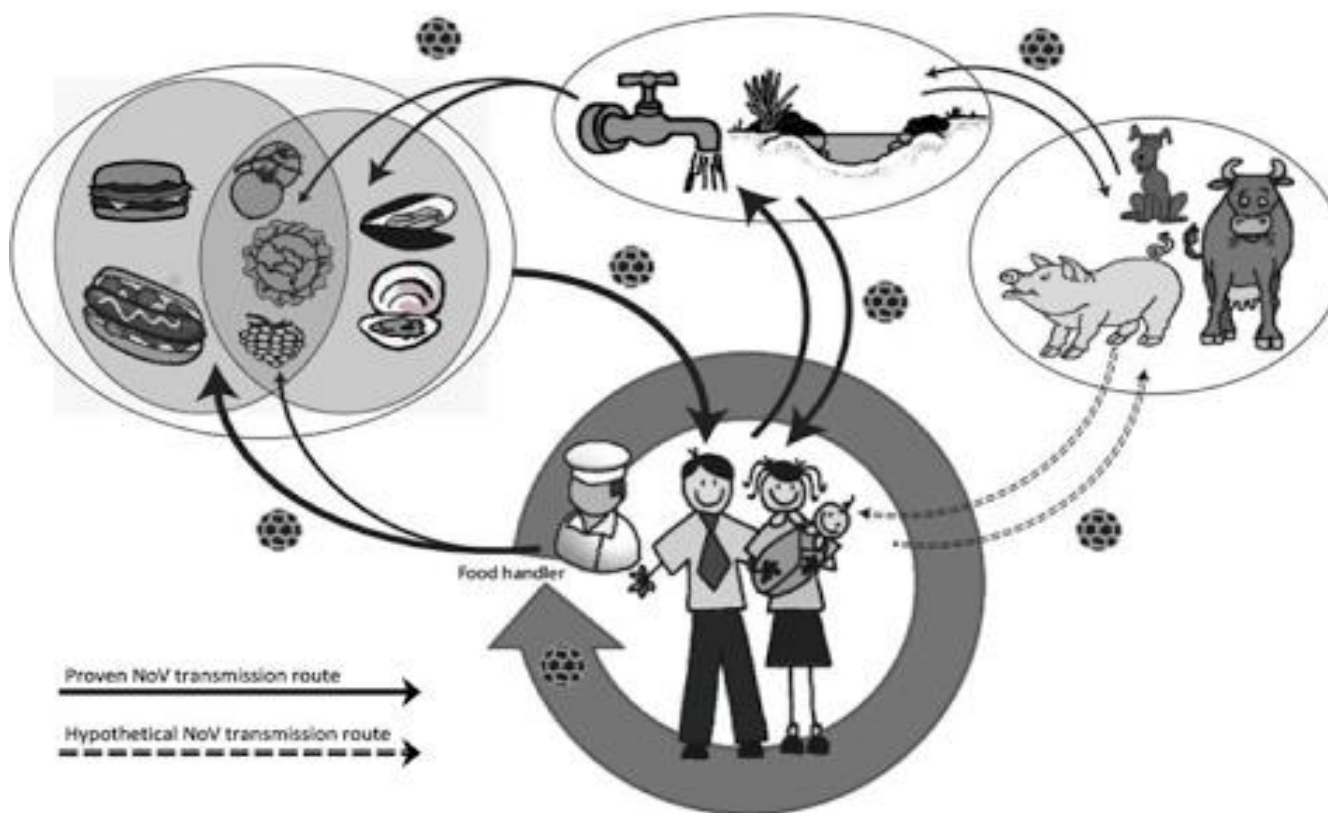 Food handler
Proven NoV transmission route
Hypothetical NoV transmission route